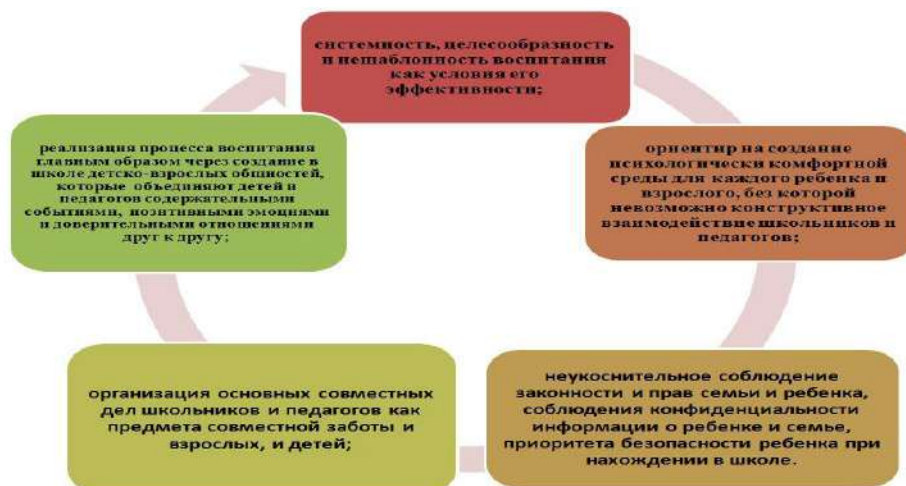 системность, целесообразность
и нешаблонность воспитания
как условия его
эффективности;
ориентир на создание
психологически комфортной
среды для каждого ребенка и
взрослого, без которой
невозможно конструктивное
взаимодействие школьников и
педагогов;
неукоснительное соблюдение
законности и прав семьи и ребенка,
соблюдения конфиденциальности
информации о ребенке и семье,
приоритета безопасности ребенка при
нахождении в школе.
организация основных совместных
дел школьников и педагогов как
предмета совместной заботы и
взрослых, и детей;
реализация процесса воспитания
главным образом через создание в
школе детско-взрослых общностей,
которые объединяют детей и
педагогов содержательными
событиями, позитивными эмоциями
и доверительными отношениями
друг к другу;